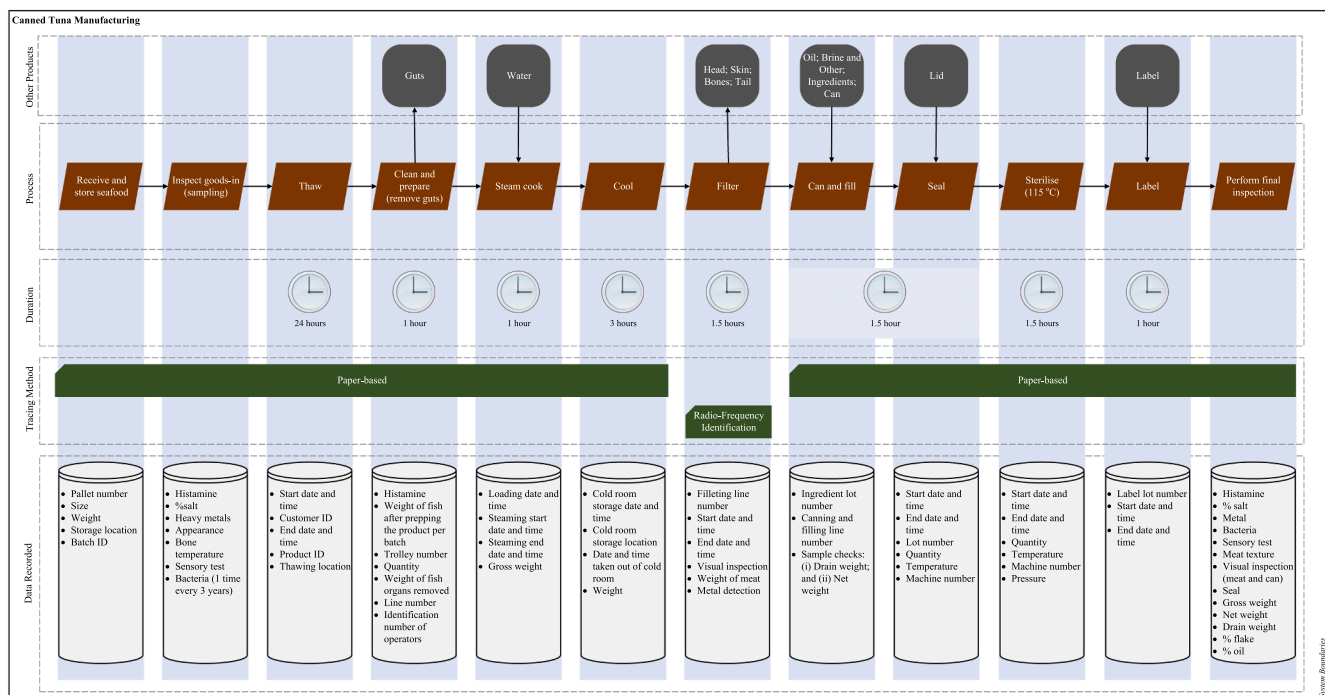 Canned Tuna Manufacturing
Other Products
Guts
Water
Head; Skin;
Bones; Tail
Oil; Brine and
Other;
Ingredients;
Can
Lid
Label
Process
Receive and
store seafood
Inspect goods-in
(sampling)
Thaw
Clean and
prepare
(remove guts)
Steam cook
Cool
Filter
Can and fill
Seal
Sterilise
(115 °C)
Label
Perform final
inspection
Duration
24 hours
1 hour
1 hour
3 hours
1.5 hours
1.5 hour
1.5 hours
1 hour
Tracing Method
Paper-based
Radio-Frequency
Identification
Paper-based
Data Recorded
• Pallet number
• Size
• Weight
• Storage location
• Batch ID
• Histamine
• %salt
• Heavy metals
• Appearance
• Bone
temperature
• Sensory test
• Bacteria (1 time
every 3 years)
• Start date and
time
• Customer ID
• End date and
time
• Product ID
• Thawing location
• Histamine
• Weight of fish
after prepping
the product per
batch
• Trolley number
• Quantity
• Weight of fish
organs removed
• Line number
• Identification
number of
operators
• Loading date and
time
• Steaming start
date and time
• Steaming end
date and time
• Gross weight
• Cold room
storage date and
time
• Cold room
storage location
• Date and time
taken out of cold
room
• Weight
• Filleting line
number
• Start date and
time
• End date and
time
• Visual inspection
• Weight of meat
• Metal detection
• Ingredient lot
number
• Canning and
filling line
number
• Sample checks:
(i) Drain weight;
and (ii) Net
weight
• Start date and
time
• End date and
time
• Lot number
• Quantity
• Temperature
• Machine number
• Start date and
time
• End date and
time
• Quantity
• Temperature
• Machine number
• Pressure
• Label lot number
• Start date and
time
• End date and
time
• Histamine
• % salt
• Metal
• Bacteria
• Sensory test
• Meat texture
• Visual inspection
(meat and can)
• Seal
• Gross weight
• Net weight
• Drain weight
• % flake
• % oil
System Boundaries